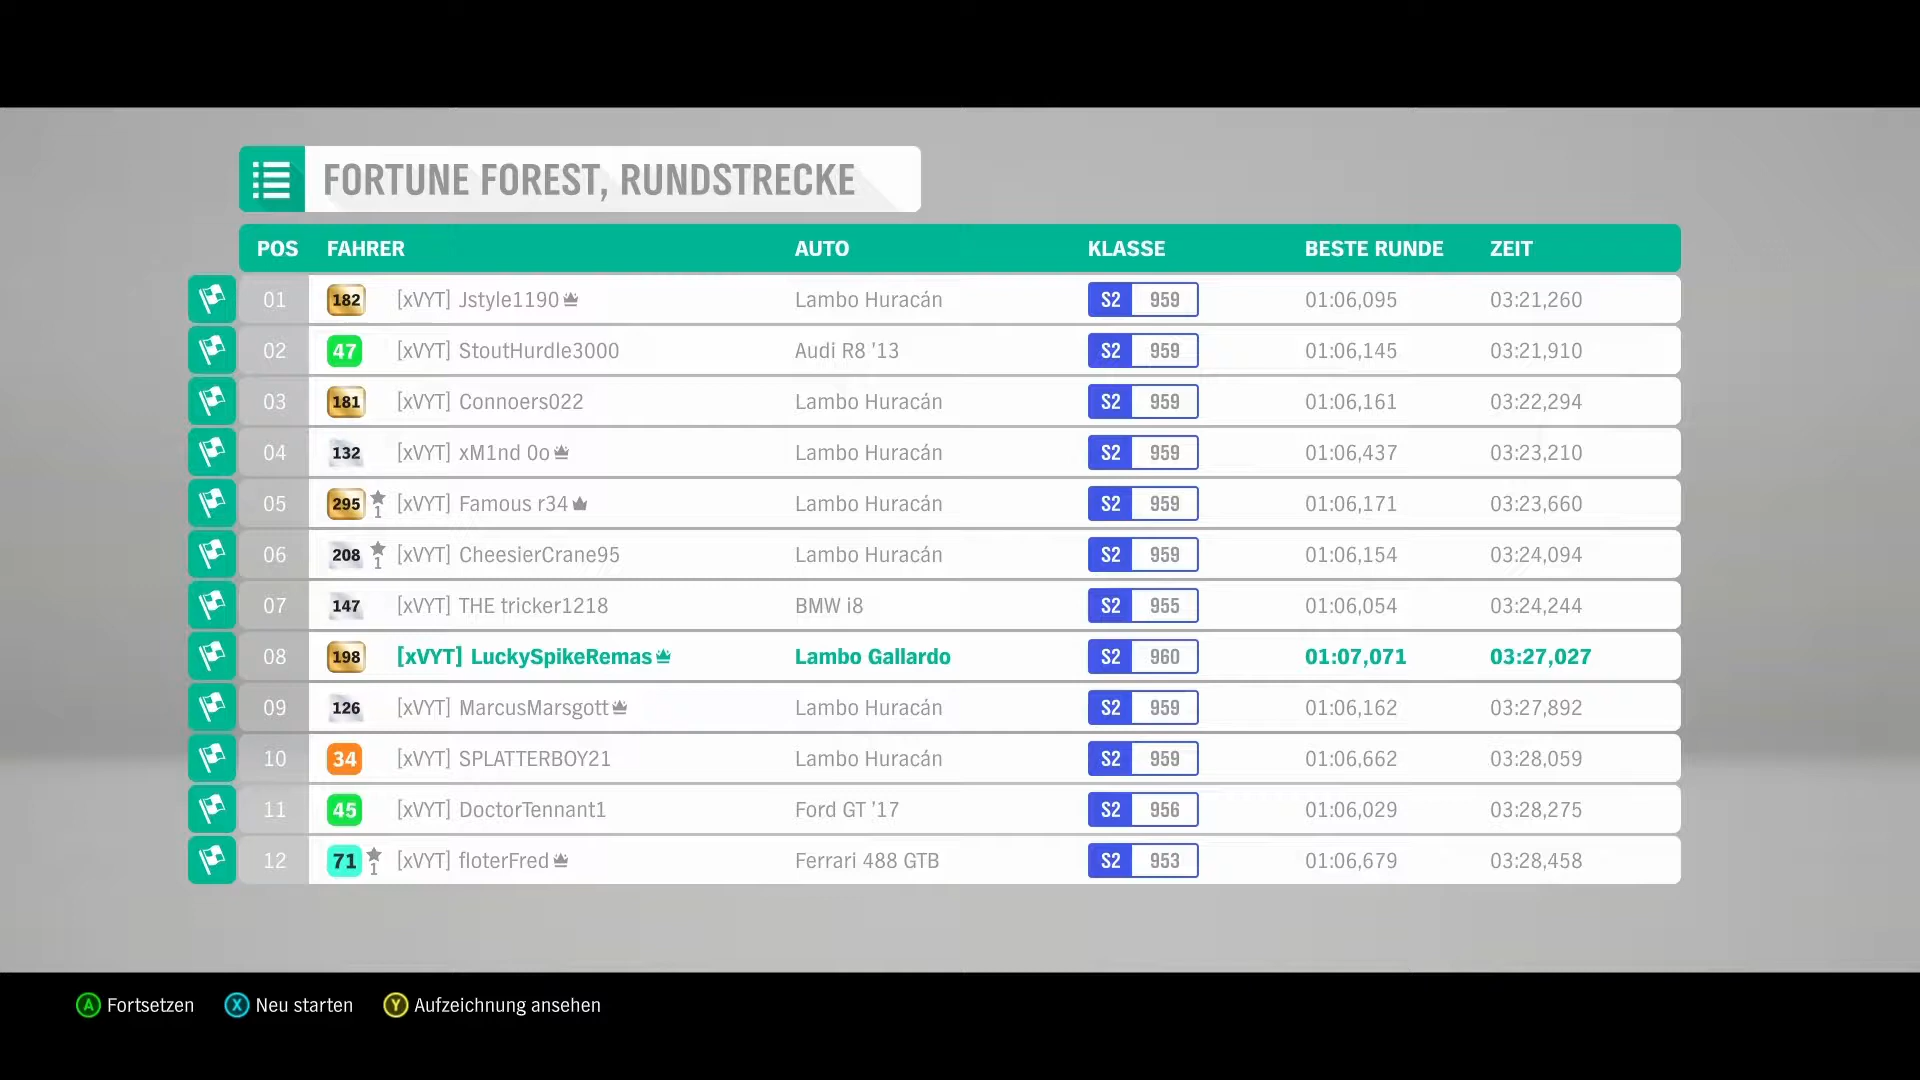 FORTUNE FOREST, RUNDSTRECKE
POS FAHRER AUTO KLASSE BESTE RUNDE ZEIT
01 182 [xVYT] Jstyle1190 Lambo Huracán S2 959 01:06,095 03:21,260
02 47 [xVYT] StoutHurdle3000 Audi R8 '13 S2 959 01:06,145 03:21,910
03 181 [xVYT] Connoers022 Lambo Huracán S2 959 01:06,161 03:22,294
04 132 [xVYT] xM1nd 0o Lambo Huracán S2 959 01:06,437 03:23,210
05 295 1 [xVYT] Famous r34 Lambo Huracán S2 959 01:06,171 03:23,660
06 208 1 [xVYT] CheesierCrane95 Lambo Huracán S2 959 01:06,154 03:24,094
07 147 [xVYT] THE tricker1218 BMW i8 S2 955 01:06,054 03:24,244
08 198 [xVYT] LuckySpikeRemas Lambo Gallardo S2 960 01:07,071 03:27,027
09 126 [xVYT] MarcusMarsgott Lambo Huracán S2 959 01:06,162 03:27,892
10 34 [xVYT] SPLATTERBOY21 Lambo Huracán S2 959 01:06,662 03:28,059
11 45 [xVYT] DoctorTennant1 Ford GT '17 S2 956 01:06,029 03:28,275
12 71 1 [xVYT] floterFred Ferrari 488 GTB S2 953 01:06,679 03:28,458
A Fortsetzen X Neu starten Y Aufzeichnung ansehen